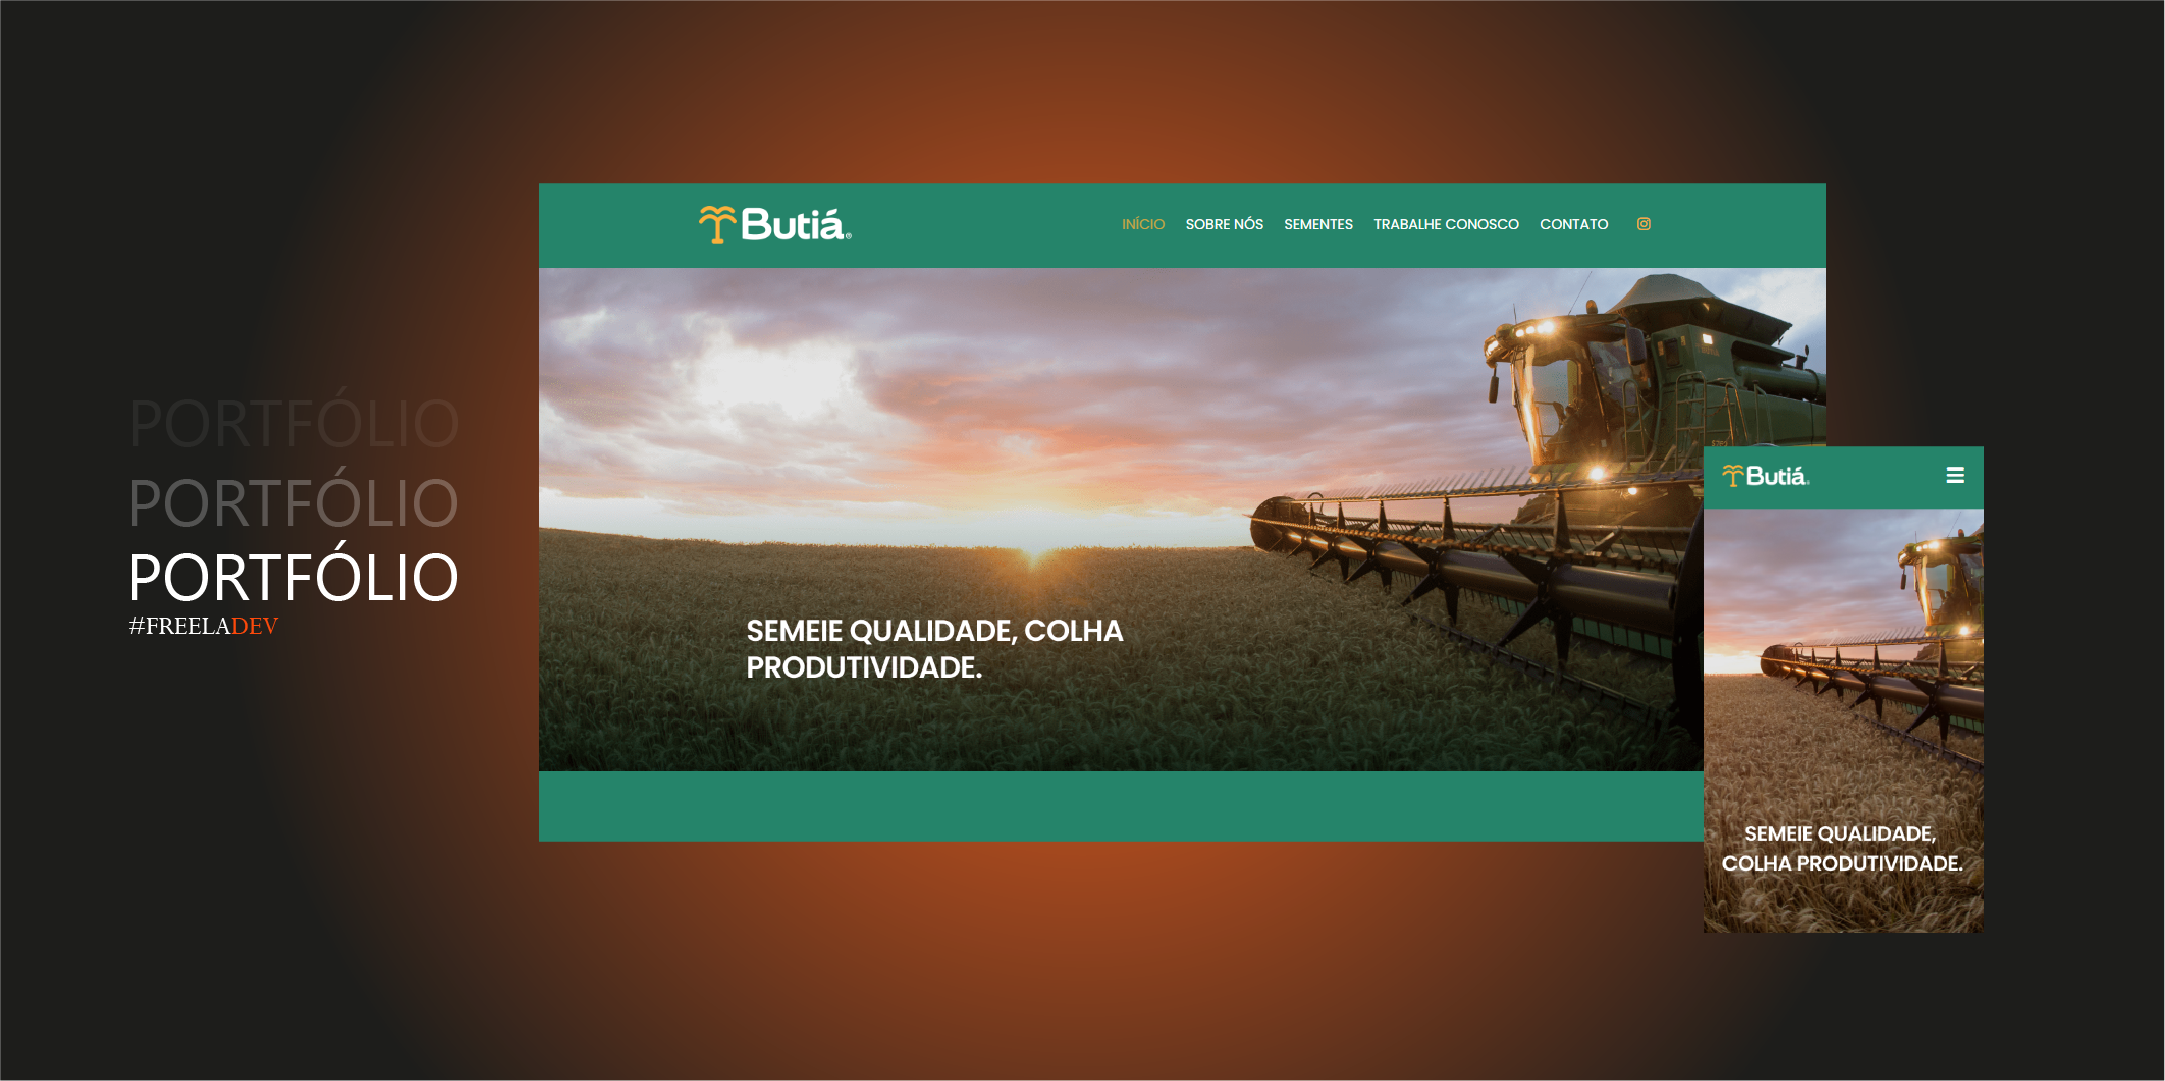 PORTFÓLIO
PORTFÓLIO
PORTFÓLIO
#FREELADEV
Butiá®
INÍCIO SOBRE NÓS SEMENTES TRABALHE CONOSCO CONTATO
SEMEIE QUALIDADE, COLHA
PRODUTIVIDADE.
Butiá®
SEMEIE QUALIDADE,
COLHA PRODUTIVIDADE.